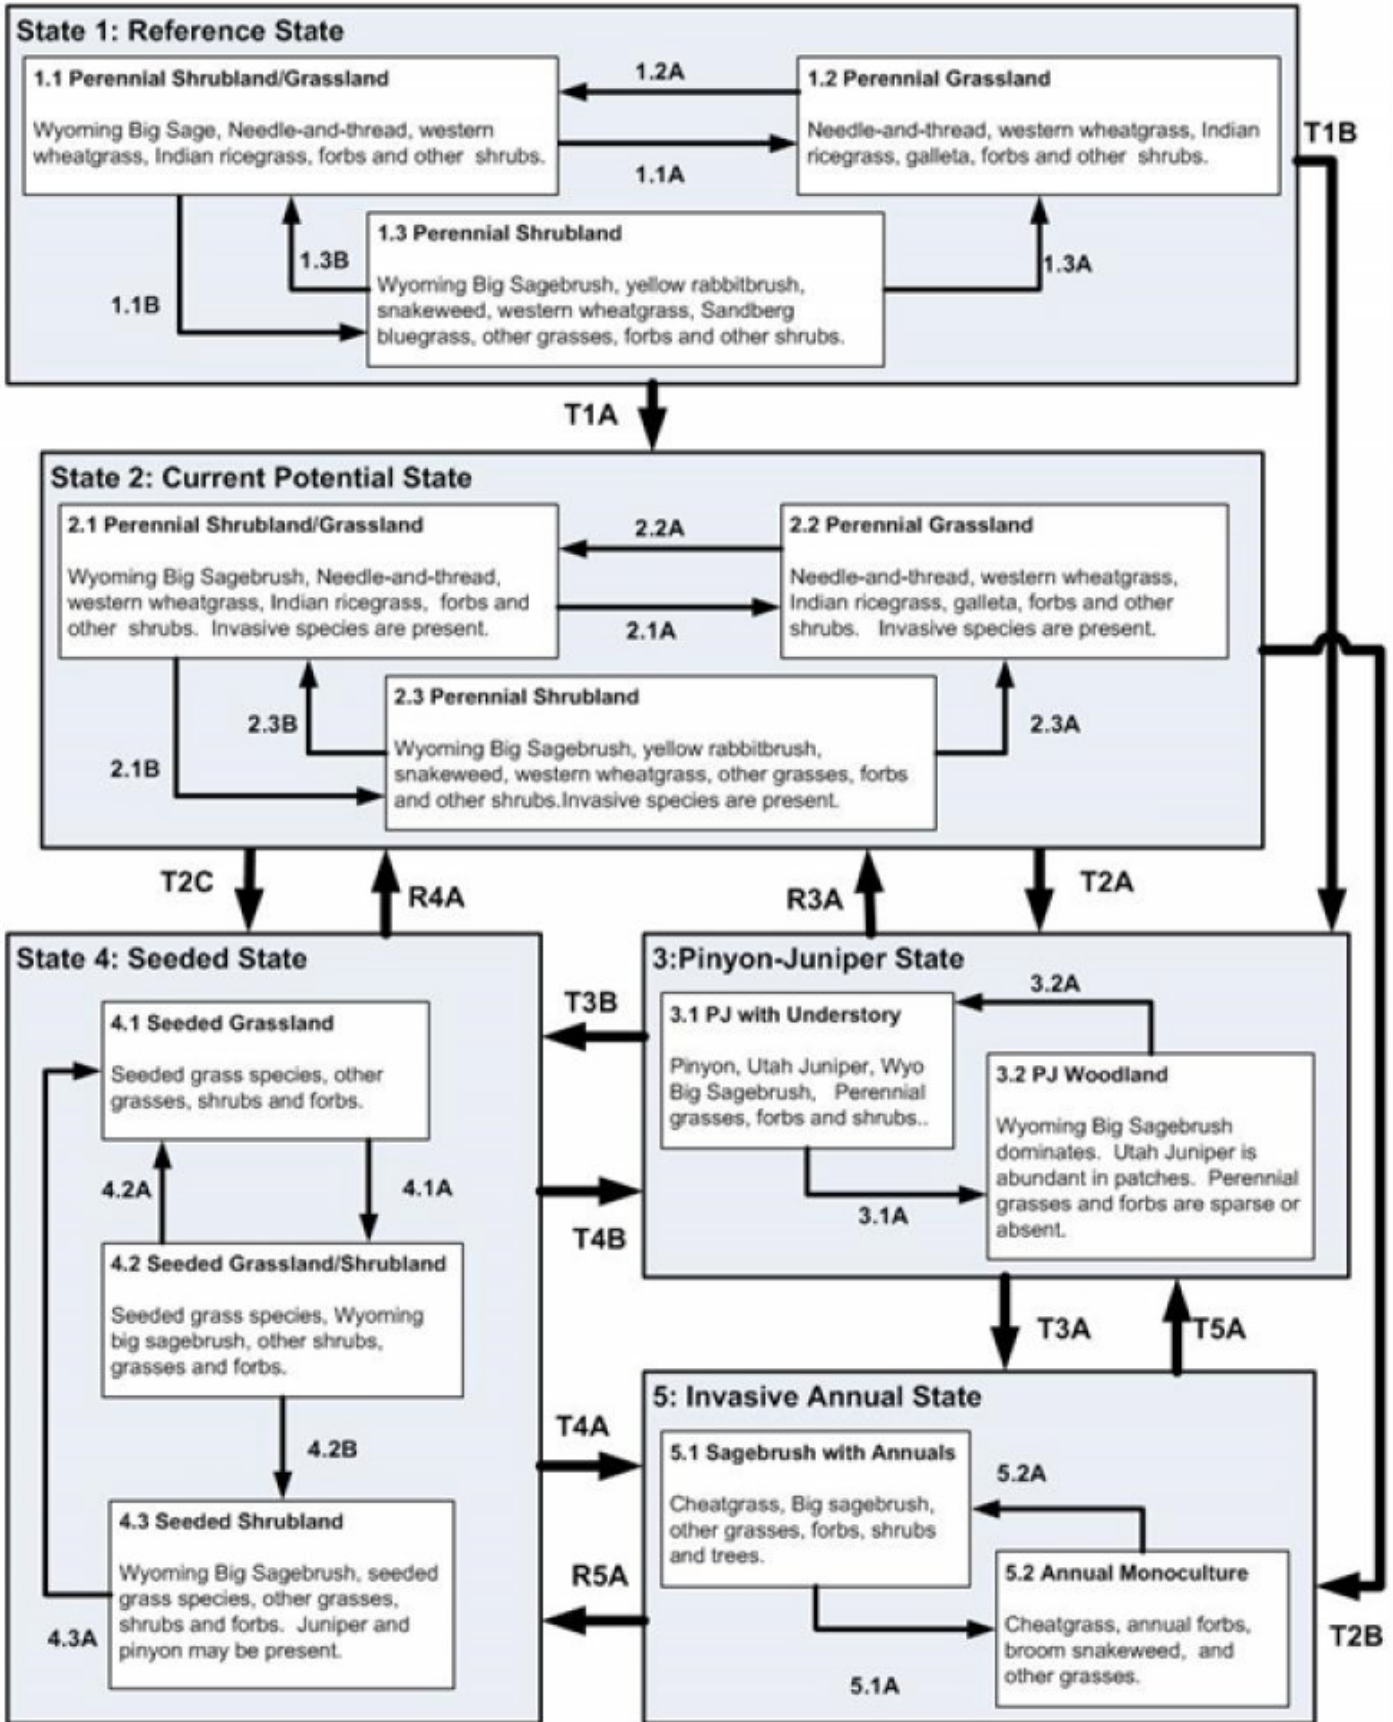 State 1: Reference State
1.1 Perennial Shrubland/Grassland
Wyoming Big Sage, Needle-and-thread, western
wheatgrass, Indian ricegrass, forbs and other shrubs.
1.2A
1.1A
1.2 Perennial Grassland
Needle-and-thread, western wheatgrass, Indian
ricegrass, galleta, forbs and other shrubs.
T1B
1.3 Perennial Shrubland
Wyoming Big Sagebrush, yellow rabbitbrush,
snakeweed, western wheatgrass, Sandberg
bluegrass, other grasses, forbs and other shrubs.
1.3B
1.3A
1.1B
T1A
State 2: Current Potential State
2.1 Perennial Shrubland/Grassland
Wyoming Big Sagebrush, Needle-and-thread,
western wheatgrass, Indian ricegrass, forbs and
other shrubs. Invasive species are present.
2.2A
2.1A
2.2 Perennial Grassland
Needle-and-thread, western wheatgrass,
Indian ricegrass, galleta, forbs and other
shrubs. Invasive species are present.
2.3 Perennial Shrubland
Wyoming Big Sagebrush, yellow rabbitbrush,
snakeweed, western wheatgrass, other grasses, forbs
and other shrubs.Invasive species are present.
2.3B
2.3A
2.1B
T2C
R4A
R3A
T2A
State 4: Seeded State
4.1 Seeded Grassland
Seeded grass species, other
grasses, shrubs and forbs.
4.2A
4.1A
4.2 Seeded Grassland/Shrubland
Seeded grass species, Wyoming
big sagebrush, other shrubs,
grasses and forbs.
4.2B
4.3 Seeded Shrubland
Wyoming Big Sagebrush, seeded
grass species, other grasses,
shrubs and forbs. Juniper and
pinyon may be present.
4.3A
T3B
T4B
T4A
R5A
3:Pinyon-Juniper State
3.1 PJ with Understory
Pinyon, Utah Juniper, Wyo
Big Sagebrush, Perennial
grasses, forbs and shrubs..
3.2A
3.1A
3.2 PJ Woodland
Wyoming Big Sagebrush
dominates. Utah Juniper is
abundant in patches. Perennial
grasses and forbs are sparse or
absent.
T3A
T5A
5: Invasive Annual State
5.1 Sagebrush with Annuals
Cheatgrass, Big sagebrush,
other grasses, forbs, shrubs
and trees.
5.2A
5.1A
5.2 Annual Monoculture
Cheatgrass, annual forbs,
broom snakeweed, and
other grasses.
T2B